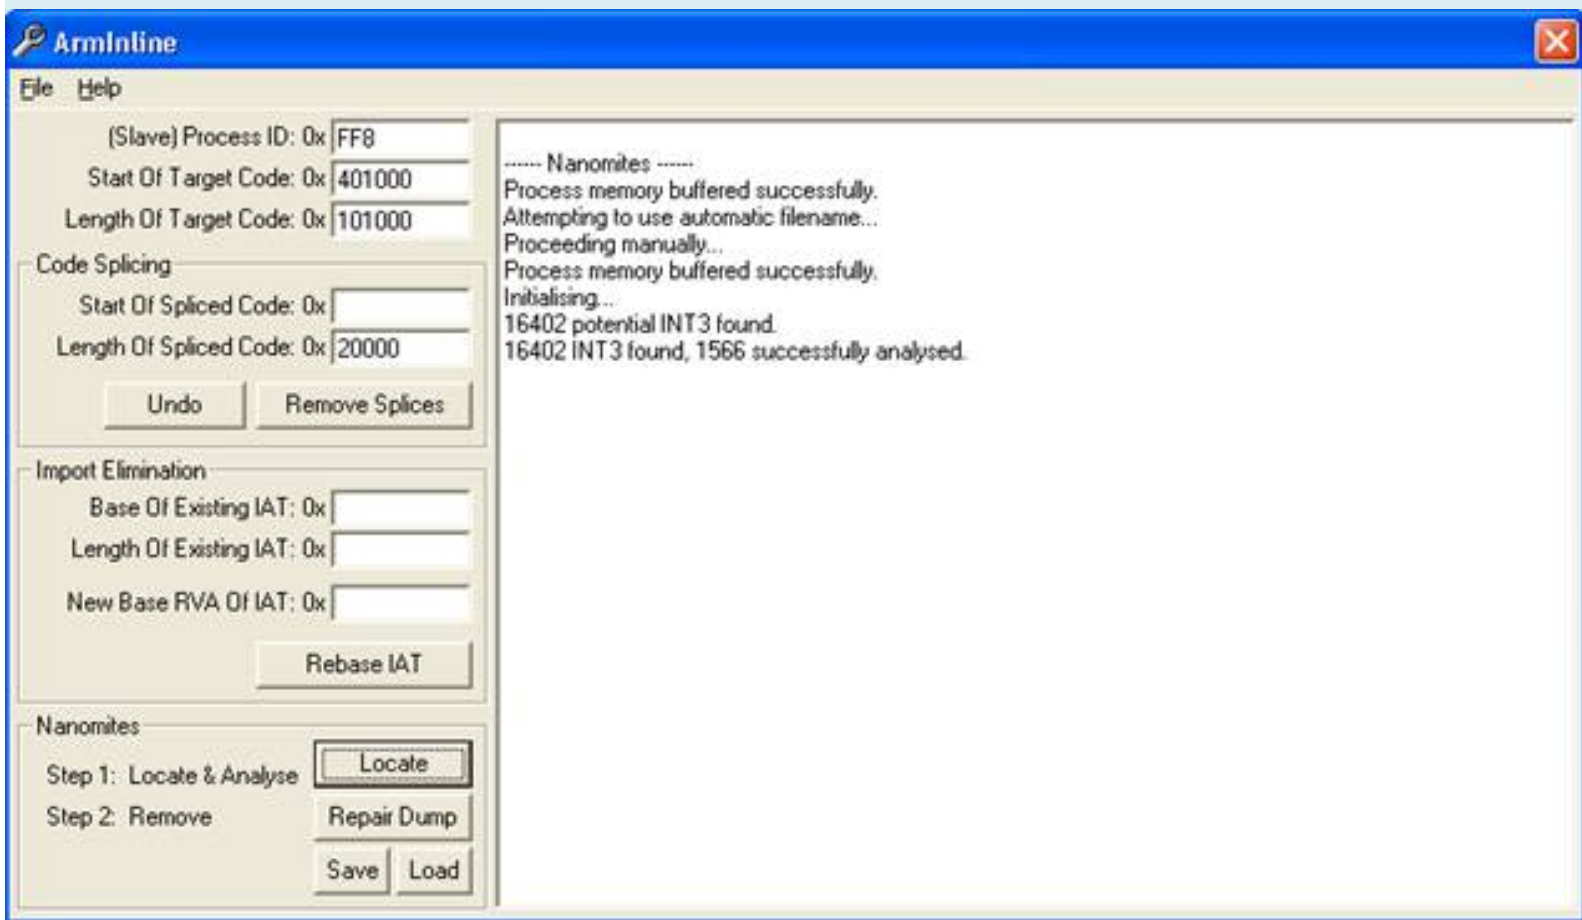 ArmInline
File Help
(Slave) Process ID: 0x FF8
Start Of Target Code: 0x 401000
Length Of Target Code: 0x 101000
Code Splicing
Start Of Spliced Code: 0x
Length Of Spliced Code: 0x 20000
Undo Remove Splices
Import Elimination
Base Of Existing IAT: 0x
Length Of Existing IAT: 0x
New Base RVA Of IAT: 0x
Rebase IAT
Nanomites
Step 1: Locate & Analyse Locate
Step 2: Remove Repair Dump
Save Load
------ Nanomites ------
Process memory buffered successfully.
Attempting to use automatic filename...
Proceeding manually...
Process memory buffered successfully.
Initialising...
16402 potential INT3 found.
16402 INT3 found, 1566 successfully analysed.